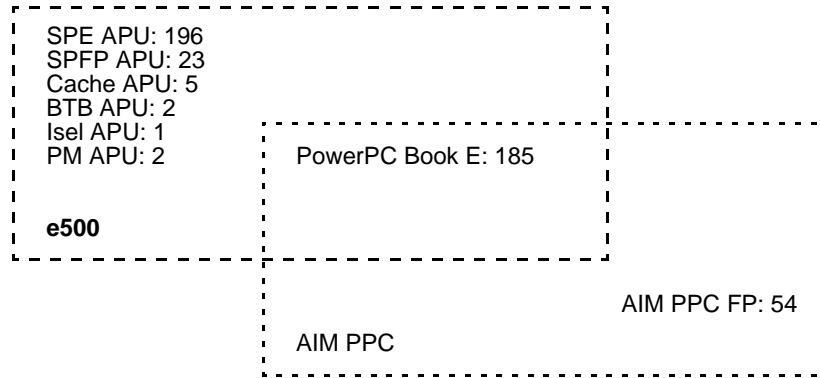 SPE APU: 196
SPFP APU: 23
Cache APU: 5
BTB APU: 2
Isel APU: 1
PM APU: 2
PowerPC Book E: 185
e500
AIM PPC FP: 54
AIM PPC